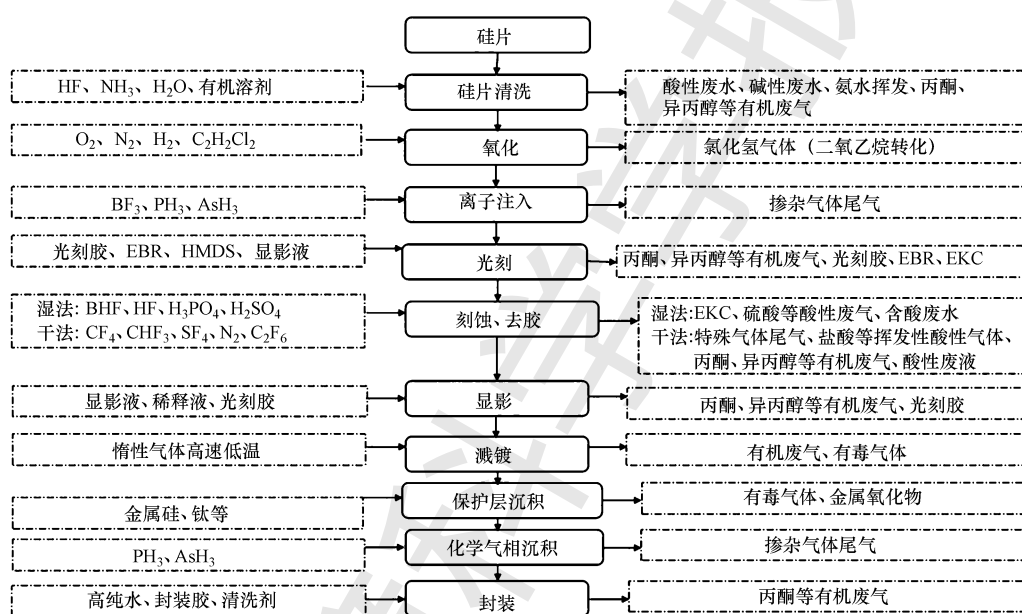 硅片
HF、NH₃、H₂O、有机溶剂
硅片清洗
酸性废水、碱性废水、氨水挥发、丙酮、
异丙醇等有机废气
O₂、N₂、H₂、C₂H₂Cl₂
氧化
氯化氢气体（二氧乙烷转化）
BF₃、PH₃、AsH₃
离子注入
掺杂气体尾气
光刻胶、EBR、HMDS、显影液
光刻
丙酮、异丙醇等有机废气、光刻胶、EBR、EKC
湿法: BHF、HF、H₃PO₄、H₂SO₄
干法: CF₄、CHF₃、SF₄、N₂、C₂F₆
刻蚀、去胶
湿法:EKC、硫酸等酸性废气、含酸废水
干法:特殊气体尾气、盐酸等挥发性酸性气体、
丙酮、异丙醇等有机废气、酸性废液
显影液、稀释液、光刻胶
显影
丙酮、异丙醇等有机废气、光刻胶
惰性气体高速低温
溅镀
有机废气、有毒气体
金属硅、钛等
保护层沉积
有毒气体、金属氧化物
PH₃、AsH₃
化学气相沉积
掺杂气体尾气
高纯水、封装胶、清洗剂
封装
丙酮等有机废气